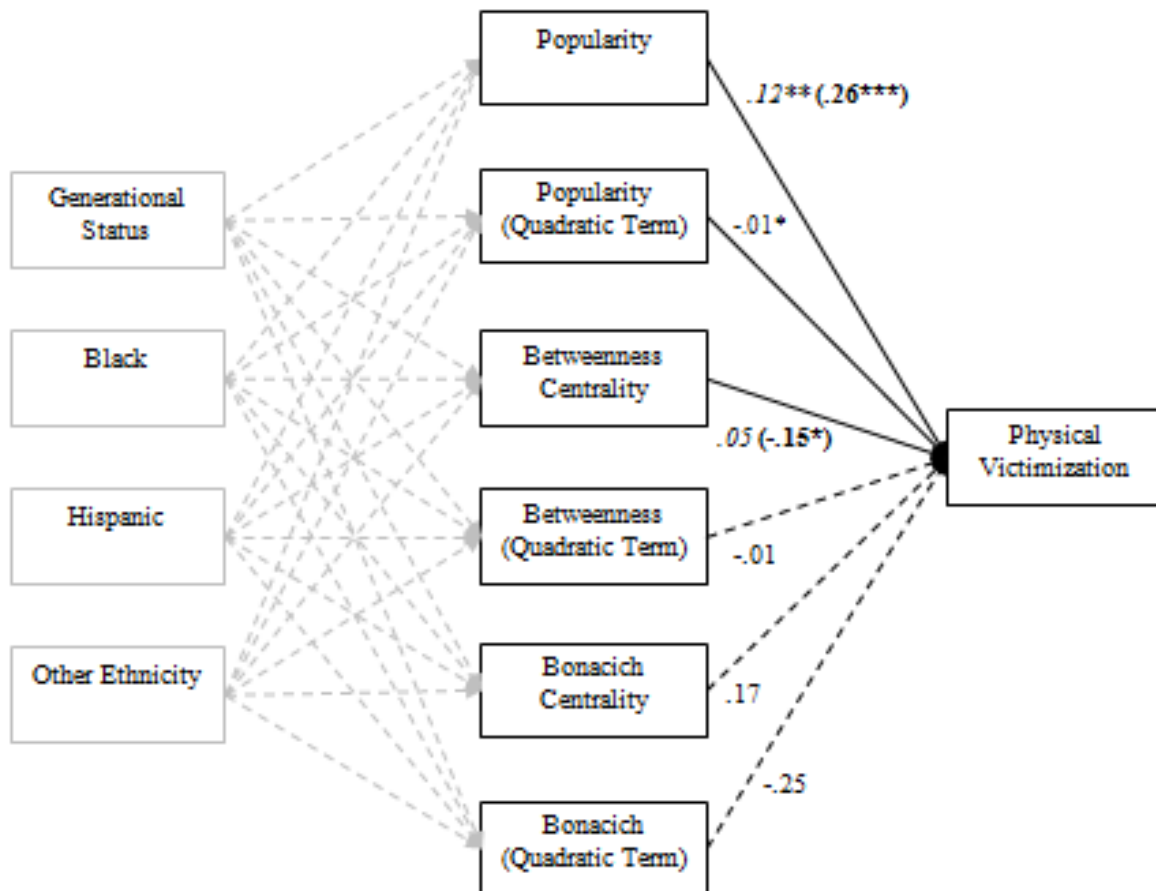 Popularity
.12** (.26***)
Generational
Status
Popularity
(Quadratic Term)
-.01*
Black
Betweenness
Centrality
.05 (-.15*)
Physical
Victimization
Hispanic
Betweenness
(Quadratic Term)
-.01
Other Ethnicity
Bonacich
Centrality
.17
-.25
Bonacich
(Quadratic Term)